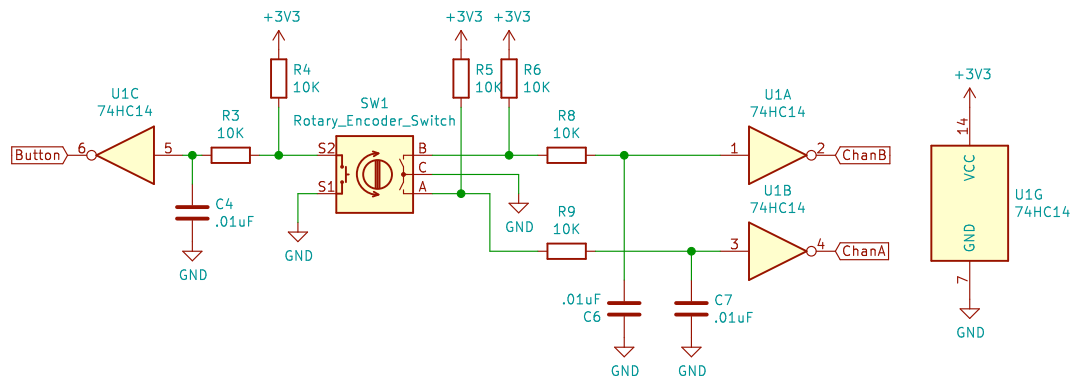 +3V3
+3V3
+3V3
R4
10K
R5
10K
R6
10K
+3V3
U1C
74HC14
R3
10K
SW1
Rotary_Encoder_Switch
R8
10K
U1A
74HC14
14
Button
6
5
S2
B
1
2
ChanB
VCC
C
S1
A
U1B
74HC14
U1G
74HC14
C4
.01uF
R9
10K
GND
GND
GND
3
4
ChanA
GND
7
.01uF
C6
C7
.01uF
GND
GND
GND